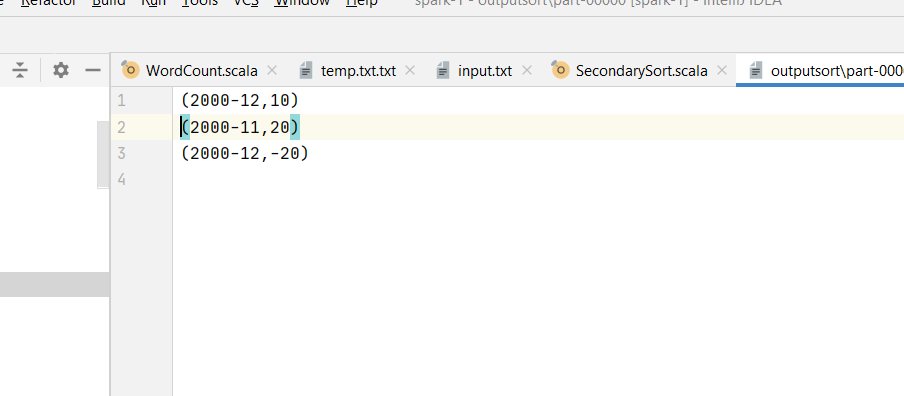 Refactor Build Run Tools VCS Window Help spark-1 - outputsort\part-00000 [spark-1] - IntelliJ IDEA
WordCount.scala temp.txt.txt input.txt SecondarySort.scala outputsort\part-000
1 (2000-12,10)
2 (2000-11,20)
3 (2000-12,-20)
4